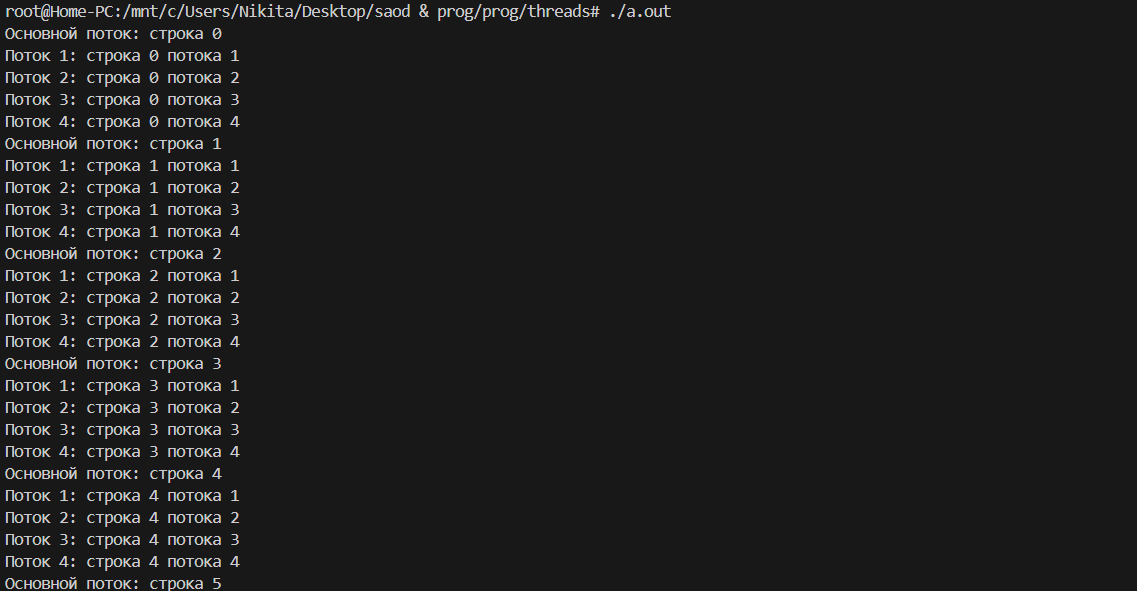 root@Home-PC:/mnt/c/Users/Nikita/Desktop/saod & prog/prog/threads# ./a.out
Основной поток: строка 0
Поток 1: строка 0 потока 1
Поток 2: строка 0 потока 2
Поток 3: строка 0 потока 3
Поток 4: строка 0 потока 4
Основной поток: строка 1
Поток 1: строка 1 потока 1
Поток 2: строка 1 потока 2
Поток 3: строка 1 потока 3
Поток 4: строка 1 потока 4
Основной поток: строка 2
Поток 1: строка 2 потока 1
Поток 2: строка 2 потока 2
Поток 3: строка 2 потока 3
Поток 4: строка 2 потока 4
Основной поток: строка 3
Поток 1: строка 3 потока 1
Поток 2: строка 3 потока 2
Поток 3: строка 3 потока 3
Поток 4: строка 3 потока 4
Основной поток: строка 4
Поток 1: строка 4 потока 1
Поток 2: строка 4 потока 2
Поток 3: строка 4 потока 3
Поток 4: строка 4 потока 4
Основной поток: строка 5